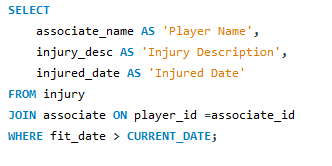 SELECT
associate_name AS 'Player Name',
injury_desc AS 'Injury Description',
injured_date AS 'Injured Date'
FROM injury
JOIN associate ON player_id =associate_id
WHERE fit_date > CURRENT_DATE;